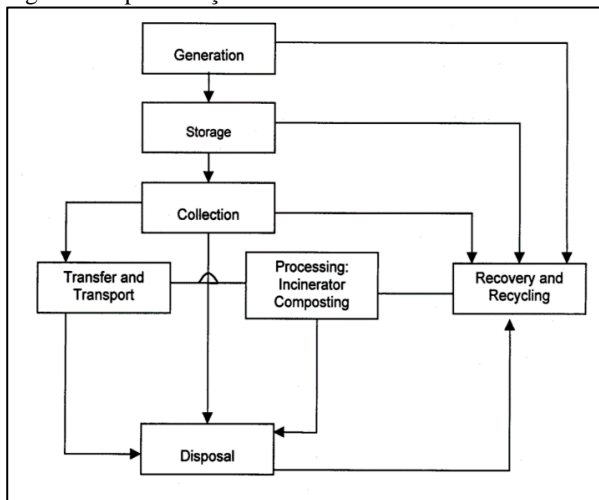 Generation
Storage
Collection
Transfer and
Transport
Processing:
Incinerator
Composting
Recovery and
Recycling
Disposal